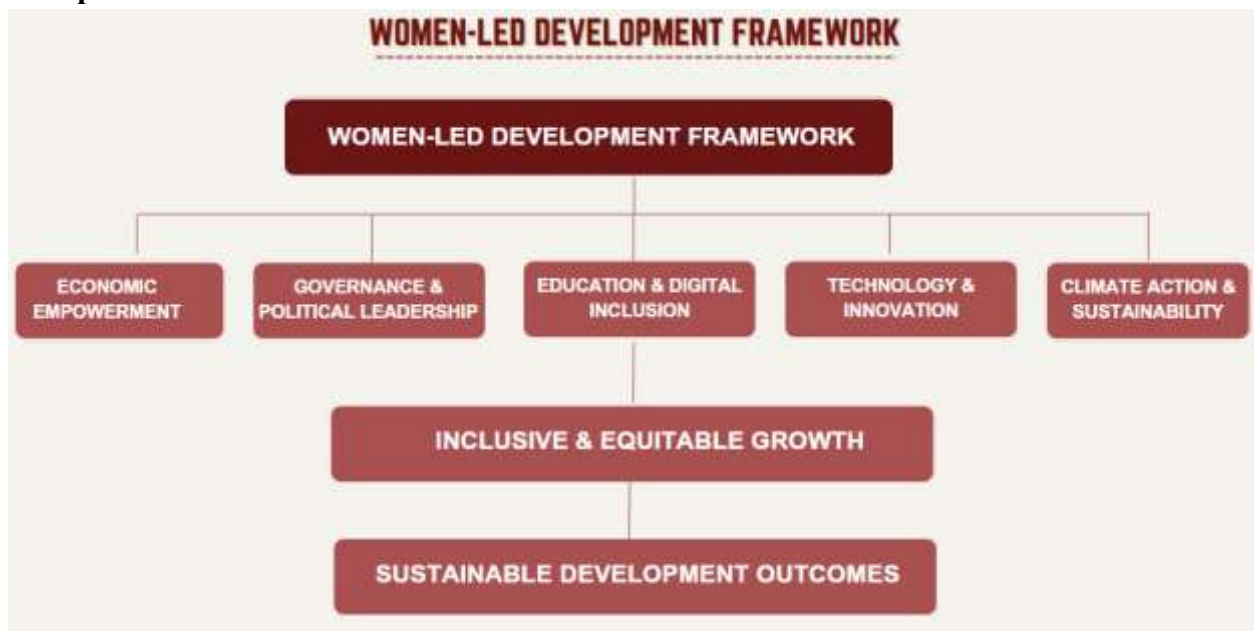 WOMEN-LED DEVELOPMENT FRAMEWORK
WOMEN-LED DEVELOPMENT FRAMEWORK
ECONOMIC
EMPOWERMENT
GOVERNANCE &
POLITICAL LEADERSHIP
EDUCATION & DIGITAL
INCLUSION
TECHNOLOGY &
INNOVATION
CLIMATE ACTION &
SUSTAINABILITY
INCLUSIVE & EQUITABLE GROWTH
SUSTAINABLE DEVELOPMENT OUTCOMES